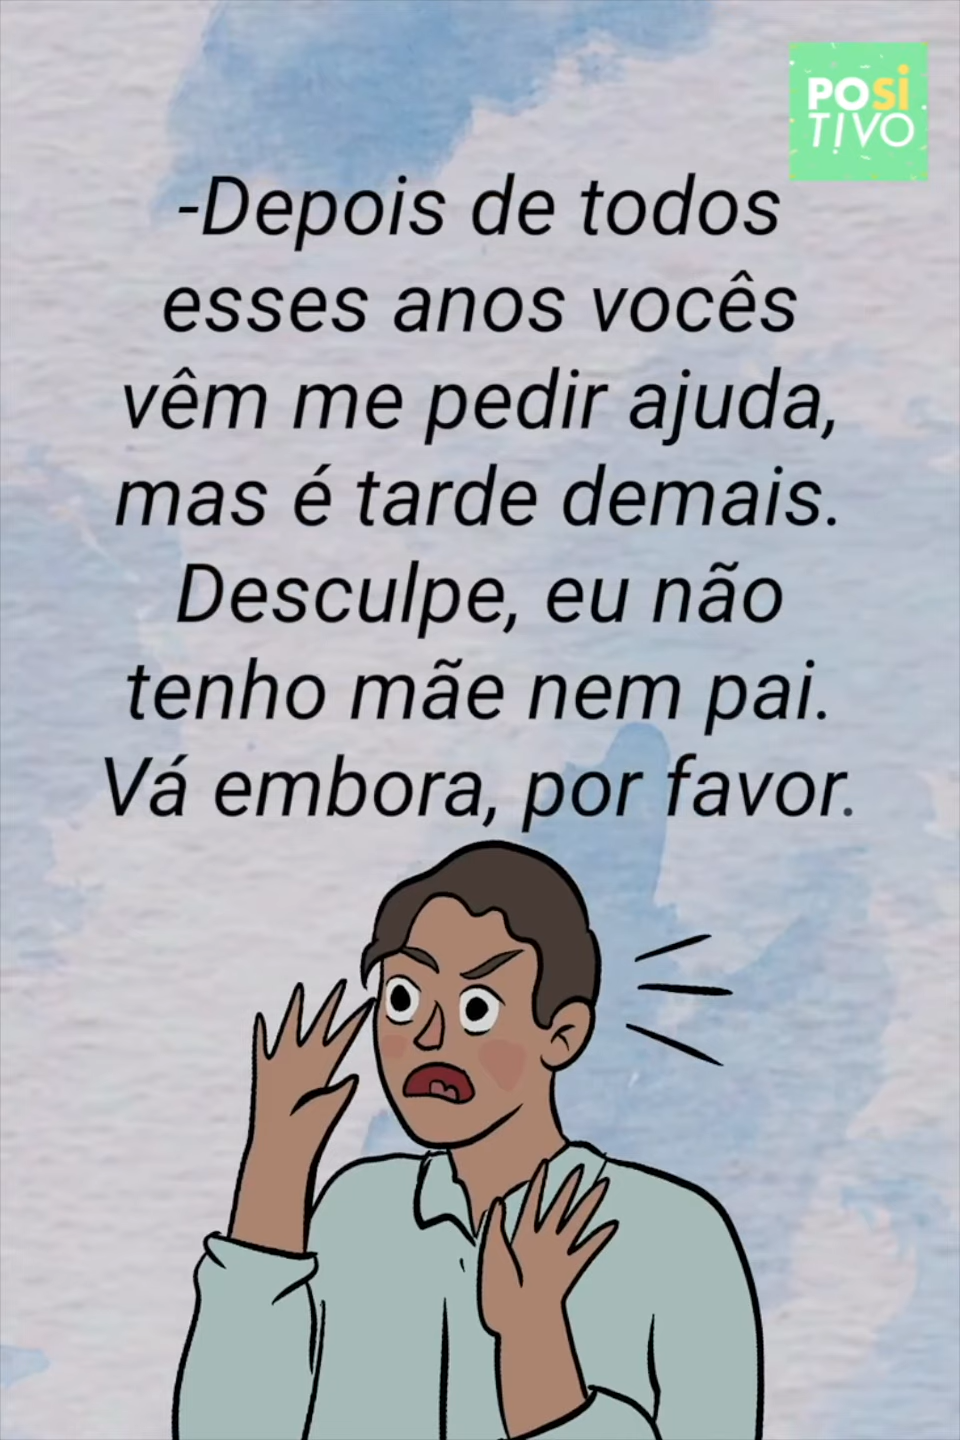 POSi
T!VO
-Depois de todos
esses anos vocês
vêm me pedir ajuda,
mas é tarde demais.
Desculpe, eu não
tenho mãe nem pai.
Vá embora, por favor.